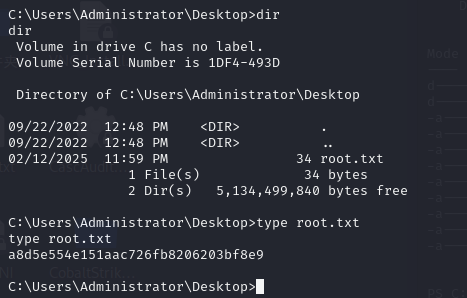 C:\Users\Administrator\Desktop>dir
dir
 Volume in drive C has no label.
 Volume Serial Number is 1DF4-493D

 Directory of C:\Users\Administrator\Desktop

09/22/2022  12:48 PM    <DIR>          .
09/22/2022  12:48 PM    <DIR>          ..
02/12/2025  11:59 PM                34 root.txt
               1 File(s)             34 bytes
               2 Dir(s)   5,134,499,840 bytes free

C:\Users\Administrator\Desktop>type root.txt
type root.txt
a8d5e554e151aac726fb8206203bf8e9

C:\Users\Administrator\Desktop>
Mode